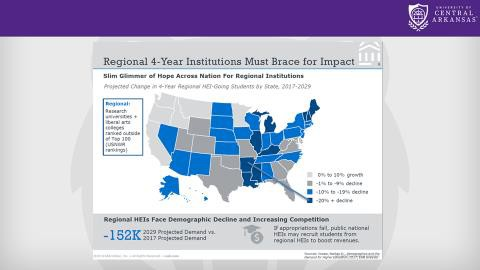 UNIVERSITY OF
CENTRAL
ARKANSAS
Regional 4-Year Institutions Must Brace for Impact
Slim Glimmer of Hope Across Nation For Regional Institutions
Projected Change in 4-Year Regional HEI-Going Students by State, 2017-2029
Regional:
Research
universities +
liberal arts
colleges
ranked outside
of Top 100
(USNWR
rankings)
0% to 10% growth
-1% to -9% decline
-10% to -19% decline
-20% + decline
Regional HEIs Face Demographic Decline and Increasing Competition
-152K
2029 Projected Demand vs.
2017 Projected Demand
If appropriations fall, public national
HEIs may recruit students from
regional HEIs to boost revenues.